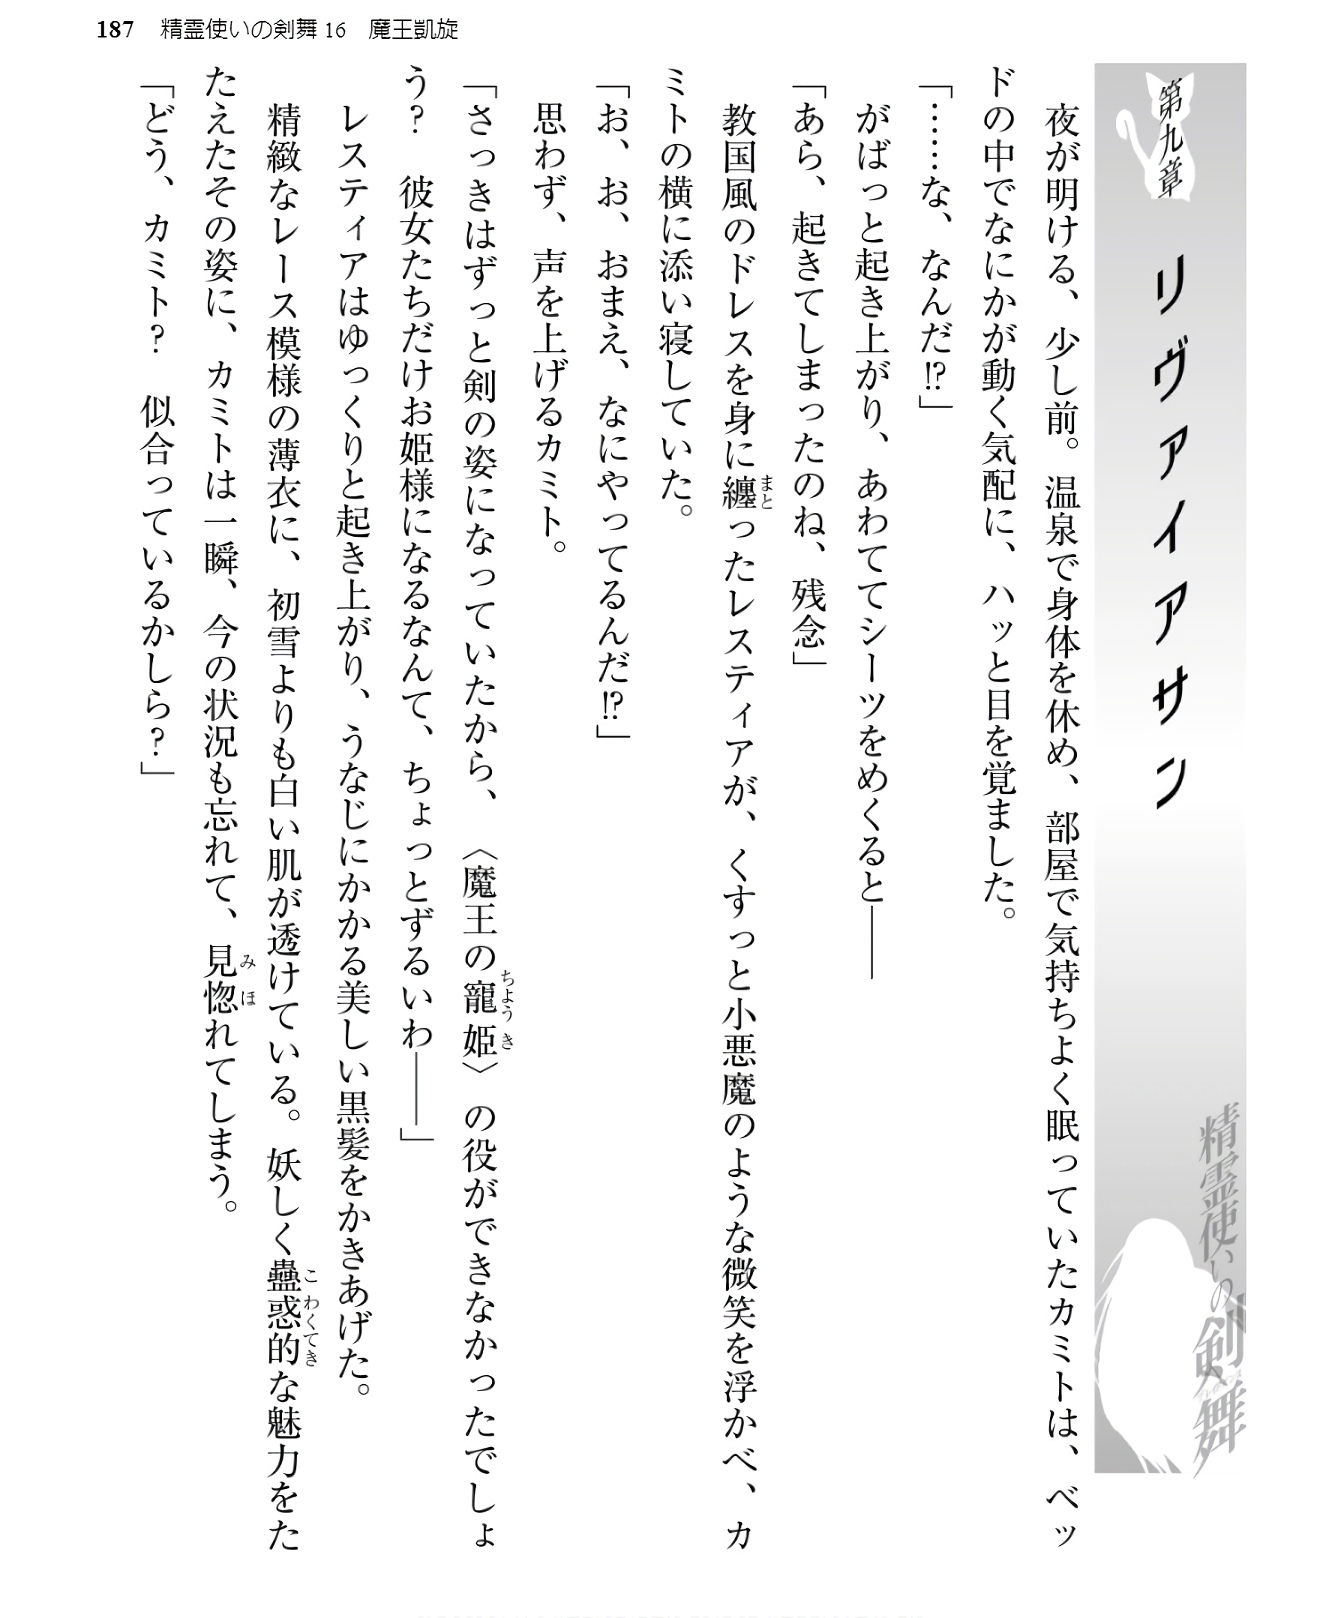 187　精霊使いの剣舞16　魔王凱旋
第九章　リヴァイアサン
精霊使いの剣舞
　夜が明ける、少し前。温泉で身体を休め、部屋で気持ちよく眠っていたカミトは、ベッ
ドの中でなにかが動く気配に、ハッと目を覚ました。
「……な、なんだ!?」
　がばっと起き上がり、あわててシーツをめくると――
「あら、起きてしまったのね、残念」
　教国風のドレスを身に纏ったレスティアが、くすっと小悪魔のような微笑を浮かべ、カ
ミトの横に添い寝していた。
「お、お、おまえ、なにやってるんだ!?」
　思わず、声を上げるカミト。
「さっきはずっと剣の姿になっていたから、〈魔王の寵姫〉の役ができなかったでしょ
う？　彼女たちだけお姫様になるなんて、ちょっとずるいわ――」
　レスティアはゆっくりと起き上がり、うなじにかかる美しい黒髪をかきあげた。
　精緻なレース模様の薄衣に、初雪よりも白い肌が透けている。妖しく蠱惑的な魅力をた
たえたその姿に、カミトは一瞬、今の状況も忘れて、見惚れてしまう。
「どう、カミト？　似合っているかしら？」